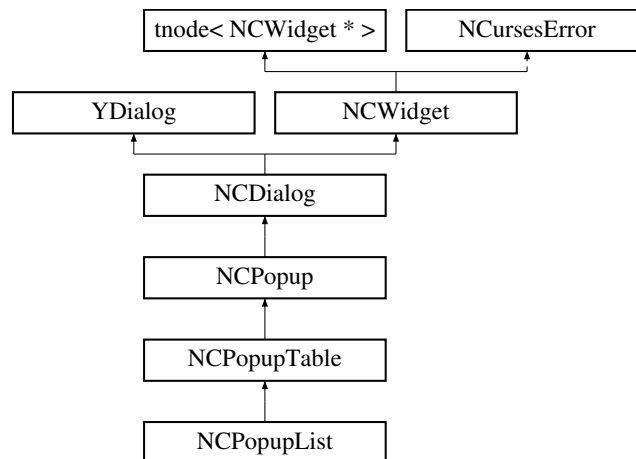 tnode< NCWidget * >
NCursesError
YDialog
NCWidget
NCDialog
NCPopup
NCPopupTable
NCPopupList